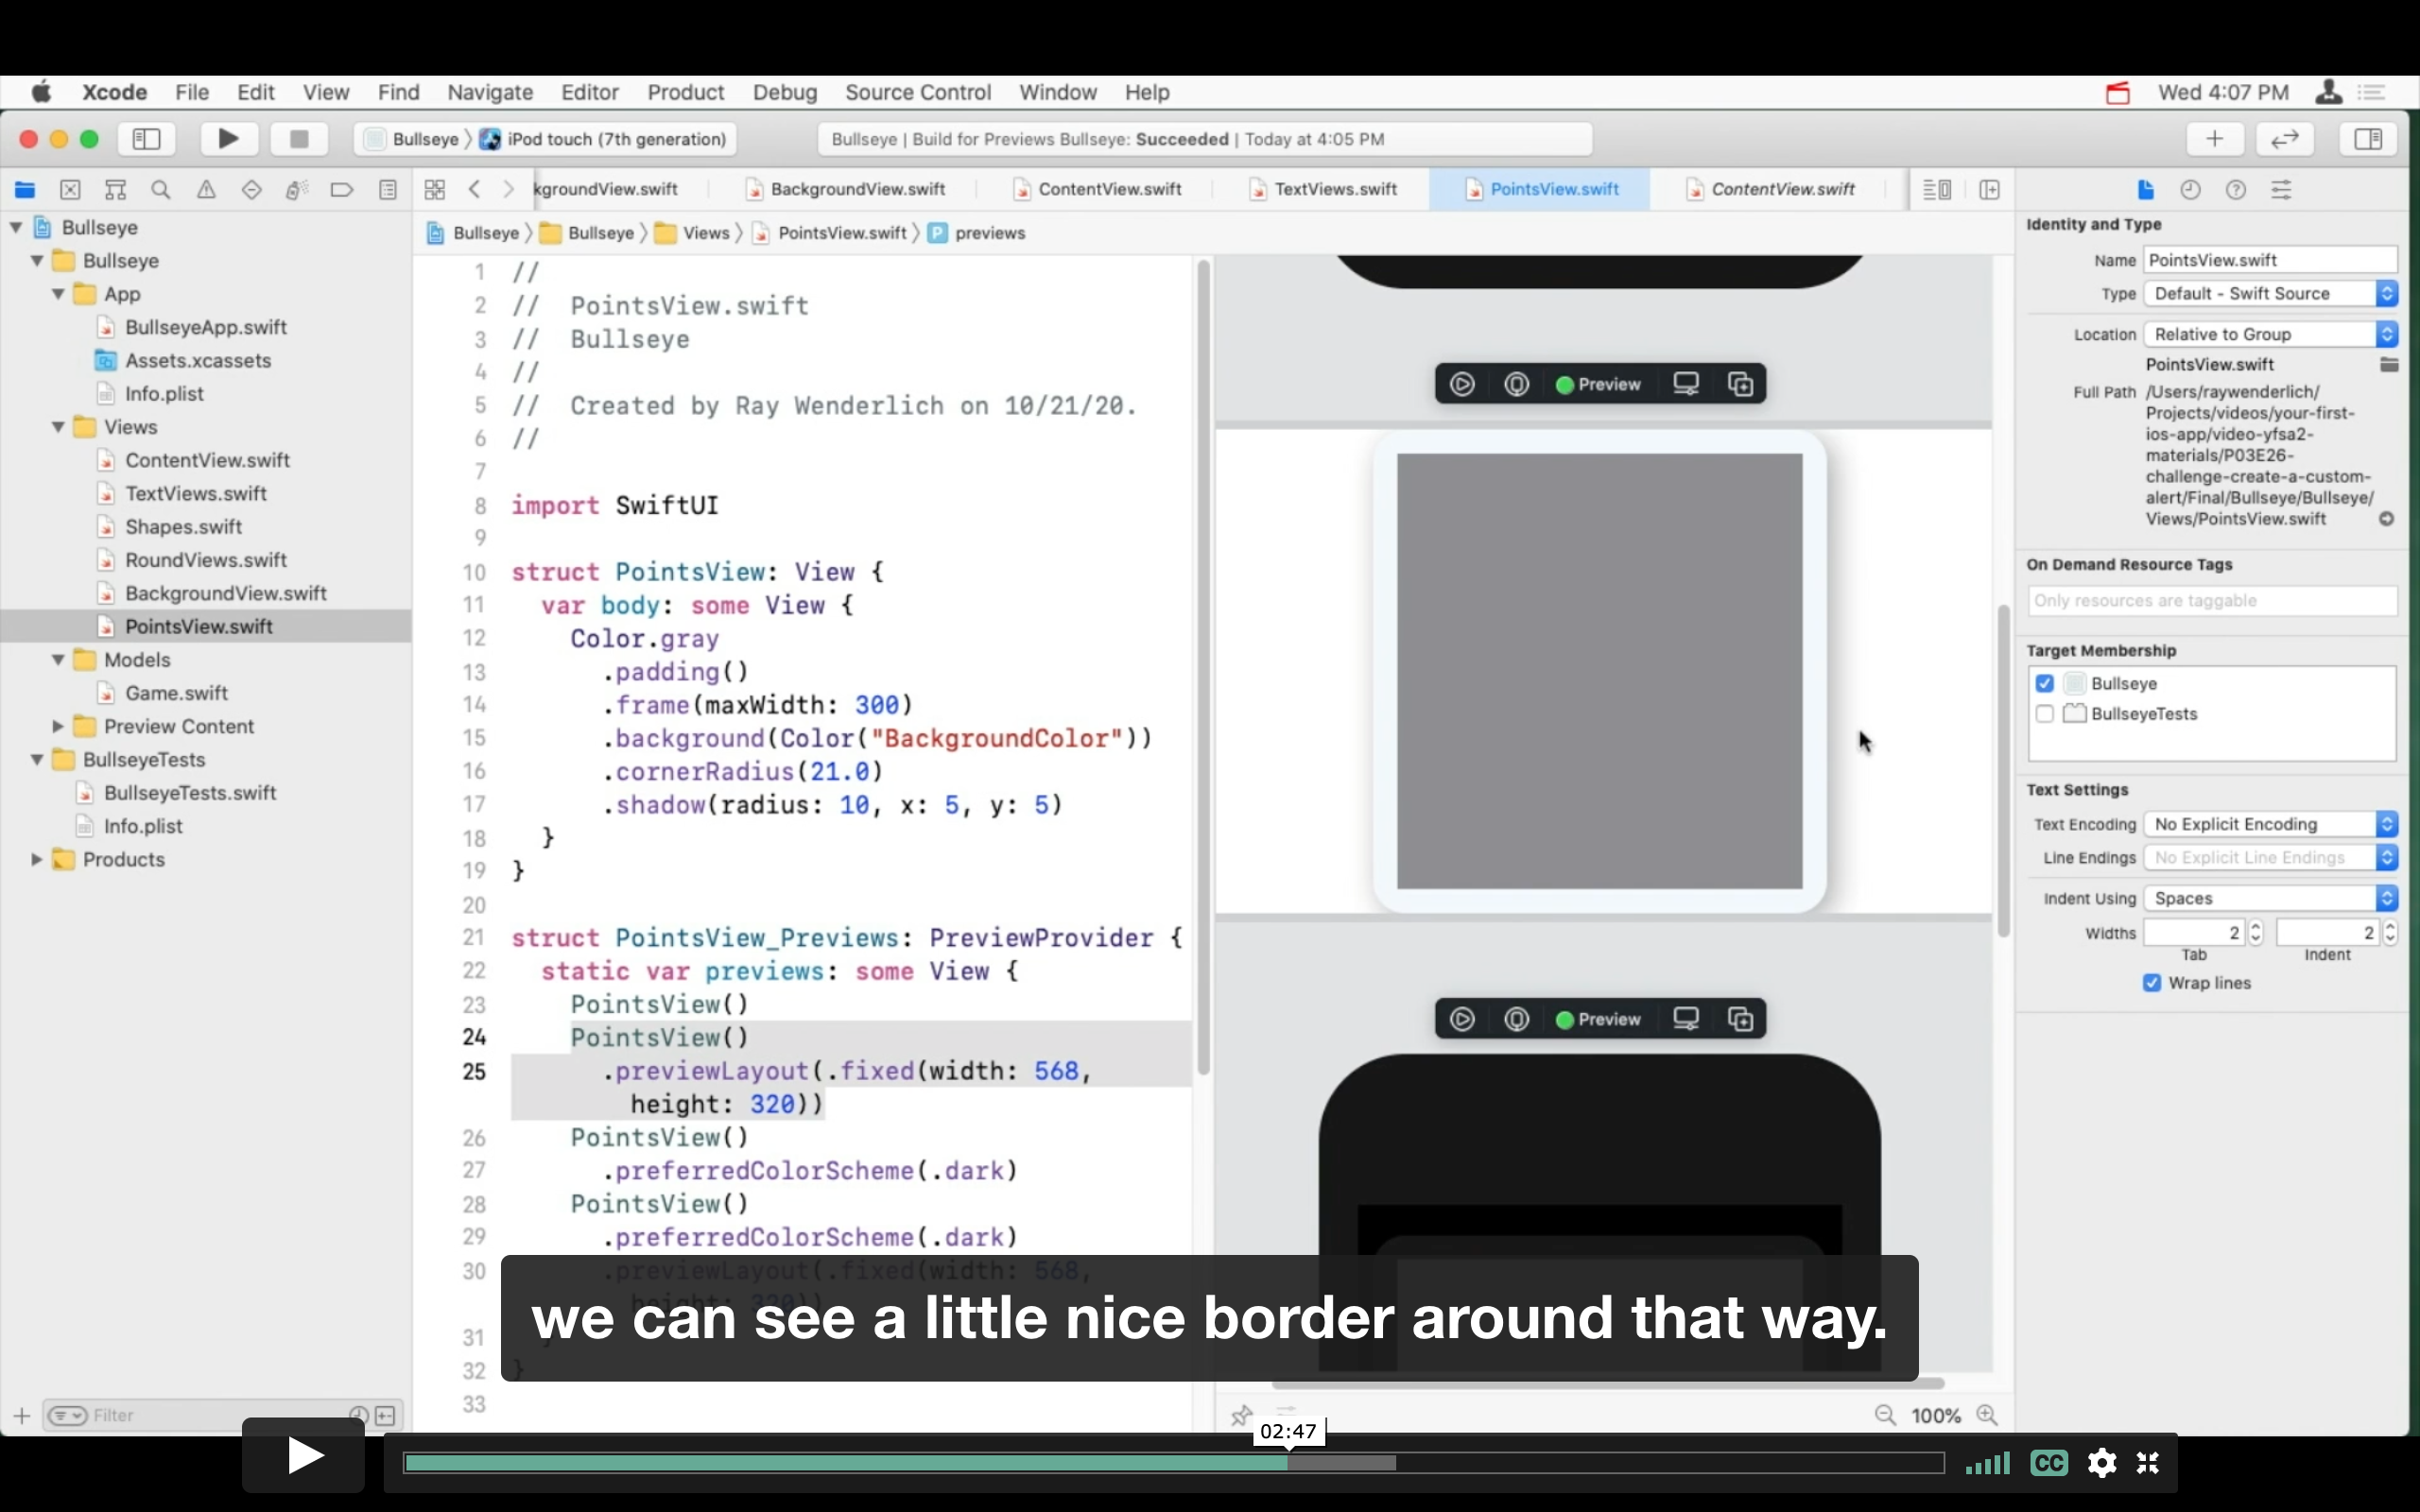 Xcode File Edit View Find Navigate Editor Product Debug Source Control Window Help
Wed 4:07 PM
Bullseye
iPod touch (7th generation)
Bullseye | Build for Previews Bullseye: Succeeded | Today at 4:05 PM
kgroundView.swift
BackgroundView.swift
ContentView.swift
TextViews.swift
PointsView.swift
ContentView.swift
Bullseye
Bullseye
App
BullseyeApp.swift
Assets.xcassets
Info.plist
Views
ContentView.swift
TextViews.swift
Shapes.swift
RoundViews.swift
BackgroundView.swift
PointsView.swift
Models
Game.swift
Preview Content
BullseyeTests
BullseyeTests.swift
Info.plist
Products
Filter
Bullseye
Bullseye
Views
PointsView.swift
P previews
1 //
2 // PointsView.swift
3 // Bullseye
4 //
5 // Created by Ray Wenderlich on 10/21/20.
6 //
7
8 import SwiftUI
9
10 struct PointsView: View {
11 var body: some View {
12 Color.gray
13 .padding()
14 .frame(maxWidth: 300)
15 .background(Color("BackgroundColor"))
16 .cornerRadius(21.0)
17 .shadow(radius: 10, x: 5, y: 5)
18 }
19 }
20
21 struct PointsView_Previews: PreviewProvider {
22 static var previews: some View {
23 PointsView()
24 PointsView()
25 .previewLayout(.fixed(width: 568,
height: 320))
26 PointsView()
27 .preferredColorScheme(.dark)
28 PointsView()
29 .preferredColorScheme(.dark)
30 .previewLayout(.fixed(width: 568,
height: 320))
31 }
32 }
33
Preview
Preview
100%
Identity and Type
Name PointsView.swift
Type Default - Swift Source
Location Relative to Group
PointsView.swift
Full Path /Users/raywenderlich/
Projects/videos/your-first-
ios-app/video-yfsa2-
materials/P03E26-
challenge-create-a-custom-
alert/Final/Bullseye/Bullseye/
Views/PointsView.swift
On Demand Resource Tags
Only resources are taggable
Target Membership
Bullseye
BullseyeTests
Text Settings
Text Encoding No Explicit Encoding
Line Endings No Explicit Line Endings
Indent Using Spaces
Widths 2 2
Tab Indent
Wrap lines
we can see a little nice border around that way.
02:47
CC